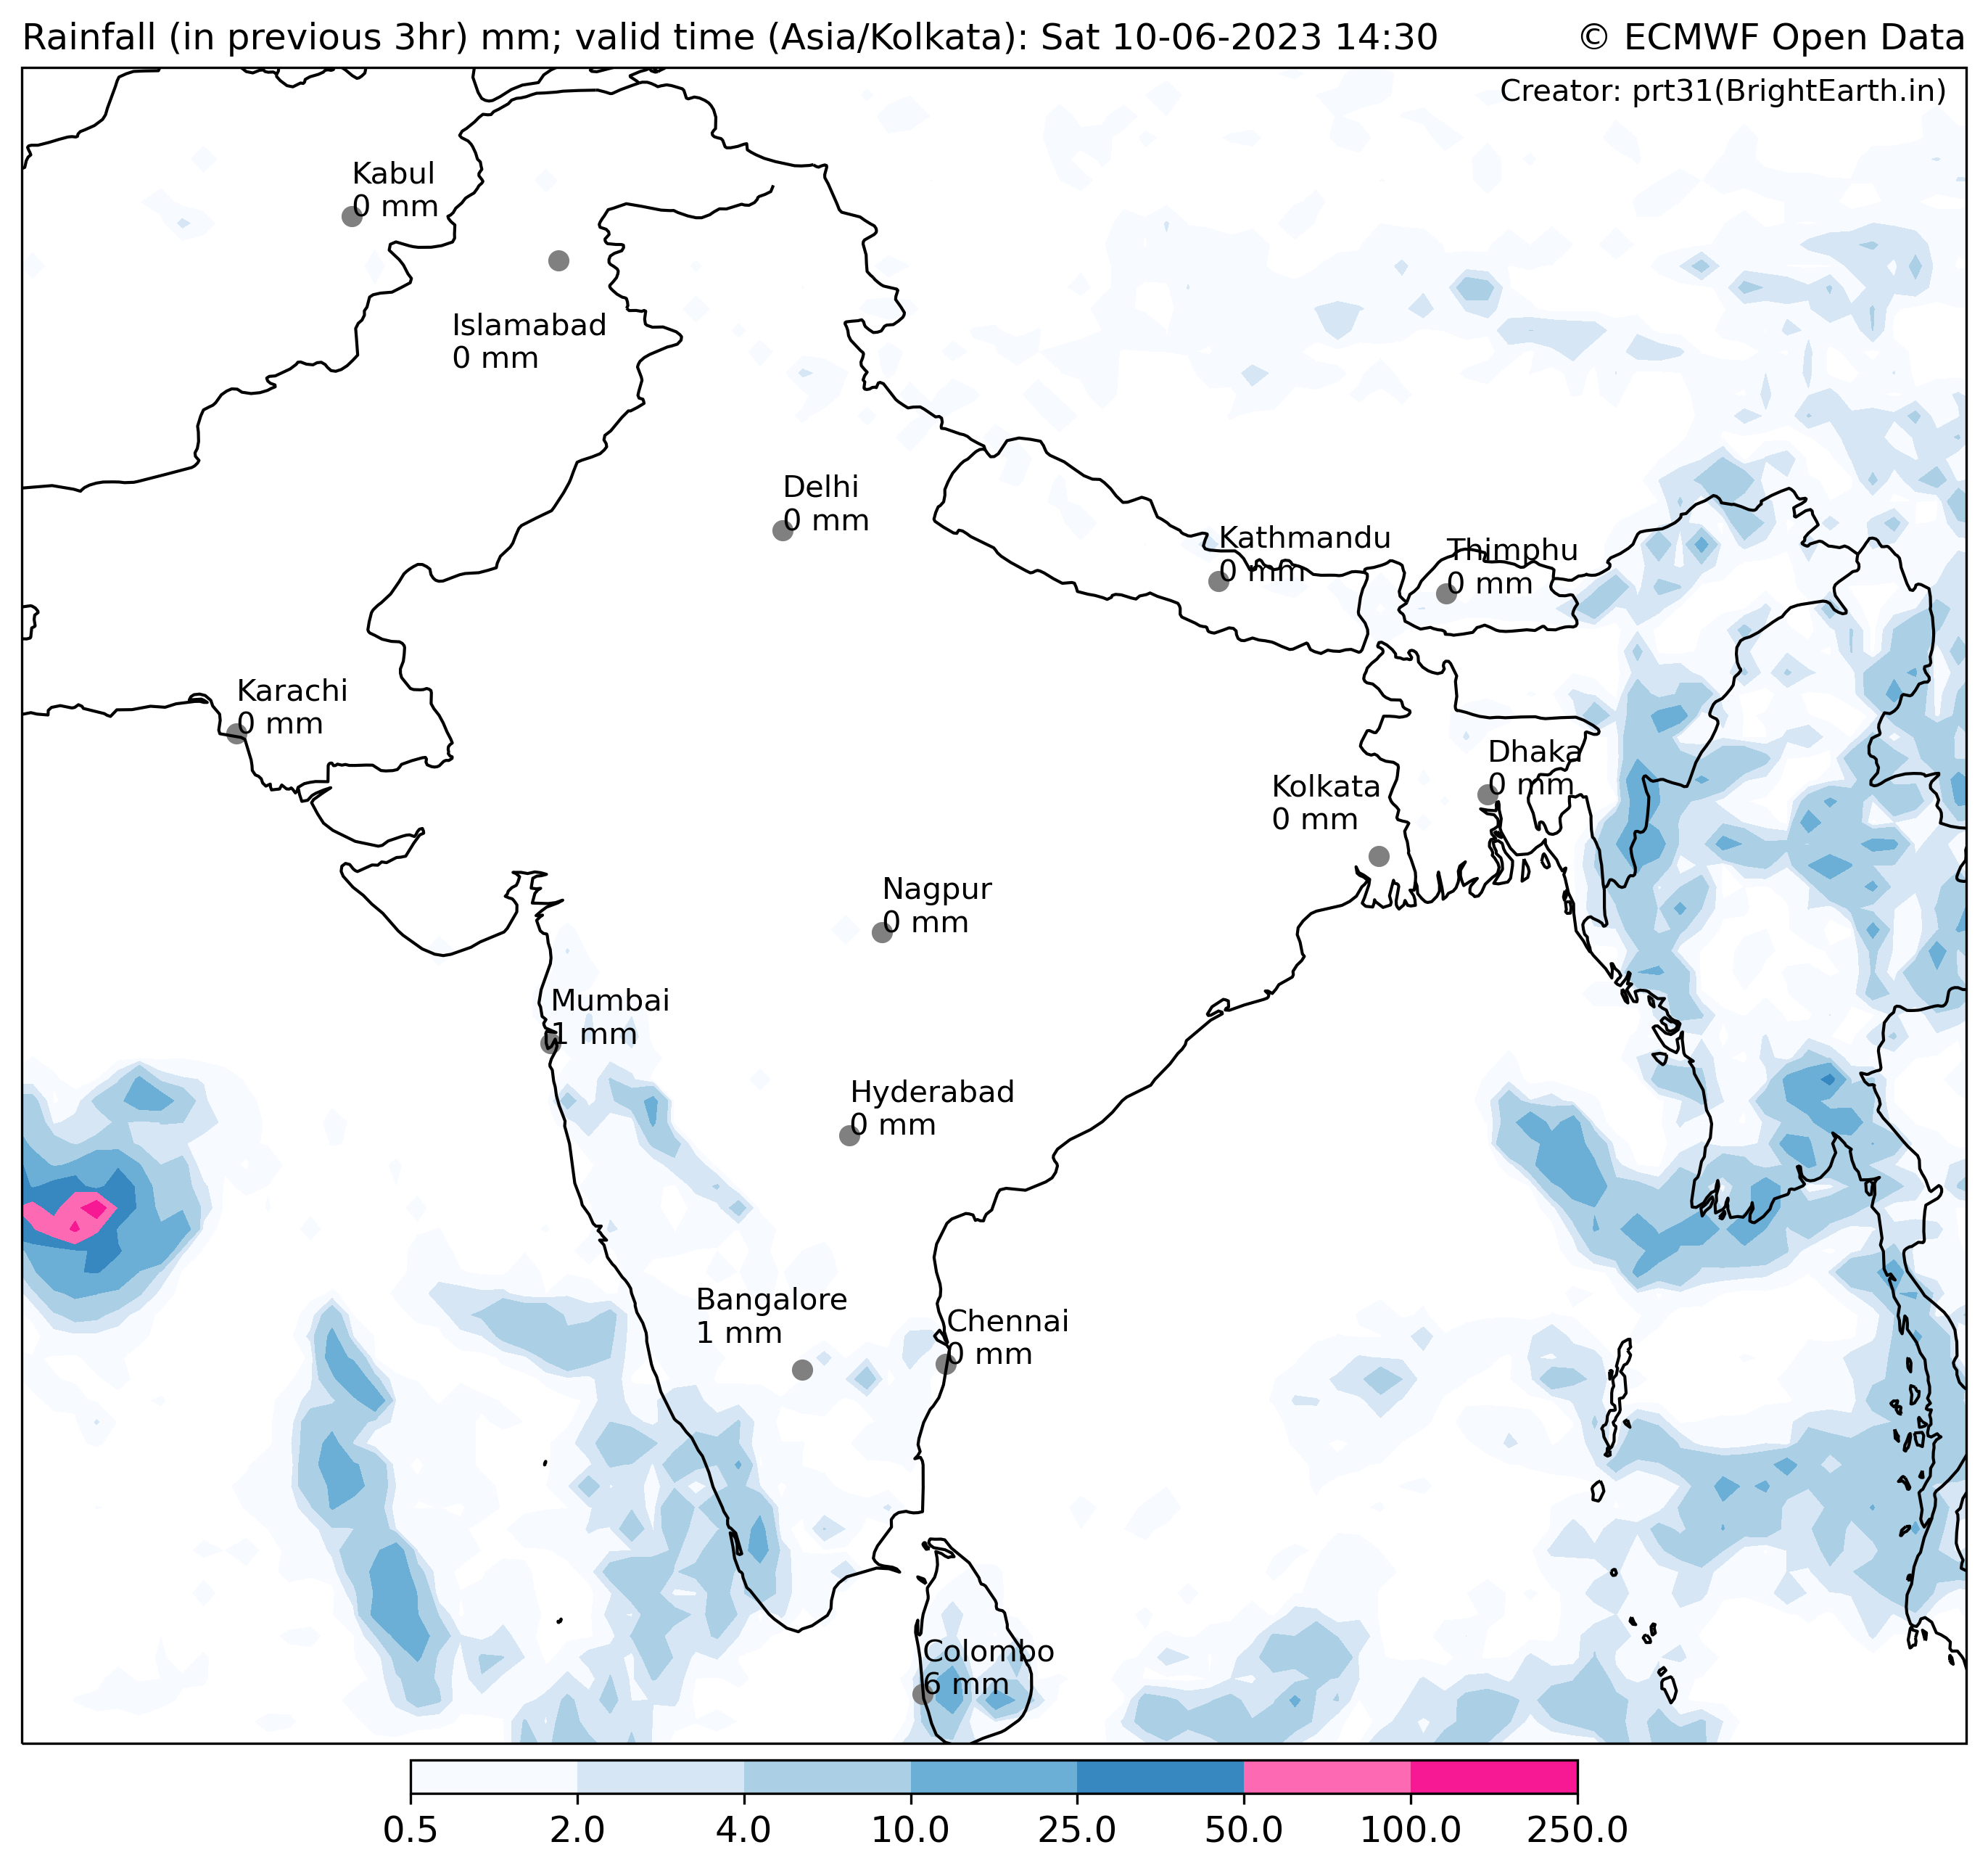 Rainfall (in previous 3hr) mm; valid time (Asia/Kolkata): Sat 10-06-2023 14:30
© ECMWF Open Data
Creator: prt31(BrightEarth.in)
Kabul
0 mm
Islamabad
0 mm
Delhi
0 mm
Kathmandu
0 mm
Thimphu
0 mm
Karachi
0 mm
Dhaka
0 mm
Kolkata
0 mm
Nagpur
0 mm
Mumbai
1 mm
Hyderabad
0 mm
Bangalore
1 mm
Chennai
0 mm
Colombo
6 mm
0.5 2.0 4.0 10.0 25.0 50.0 100.0 250.0